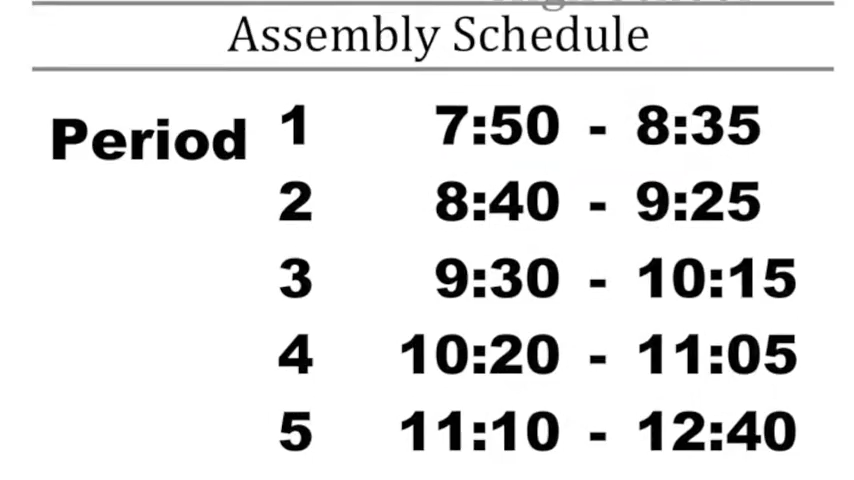 Assembly Schedule
Period 1 7:50 - 8:35
2 8:40 - 9:25
3 9:30 - 10:15
4 10:20 - 11:05
5 11:10 - 12:40